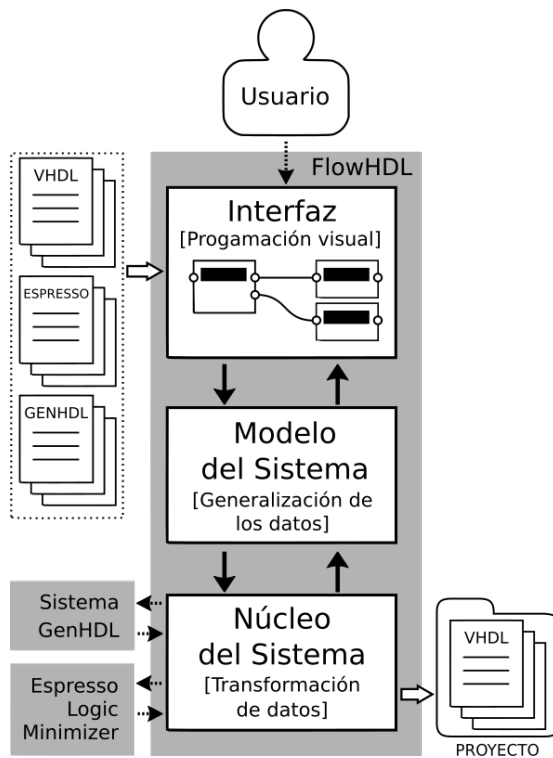 Usuario
FlowHDL
VHDL
ESPRESSO
GENHDL
Interfaz
[Progamación visual]
Modelo
del Sistema
[Generalización de
los datos]
Sistema
GenHDL
Espresso
Logic
Minimizer
Núcleo
del Sistema
[Transformación
de datos]
VHDL
PROYECTO